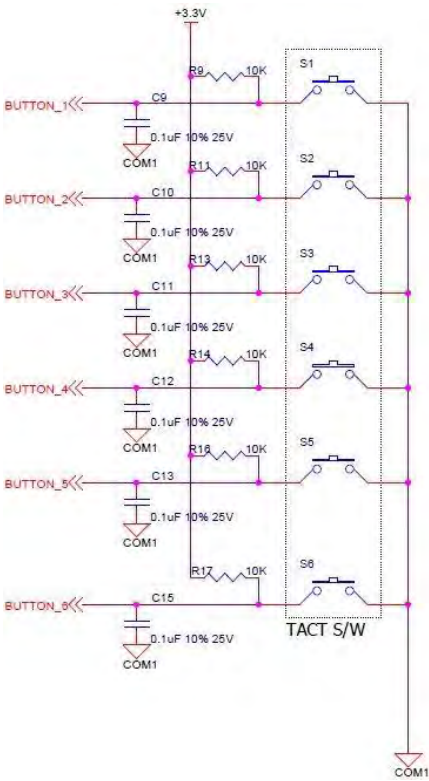 +3.3V
R9 10K S1
BUTTON_1 C9
0.1uF 10% 25V
COM1
R11 10K S2
BUTTON_2 C10
0.1uF 10% 25V
COM1
R13 10K S3
BUTTON_3 C11
0.1uF 10% 25V
COM1
R14 10K S4
BUTTON_4 C12
0.1uF 10% 25V
COM1
R16 10K S5
BUTTON_5 C13
0.1uF 10% 25V
COM1
R17 10K S6
BUTTON_6 C15
0.1uF 10% 25V
TACT S/W
COM1
COM1